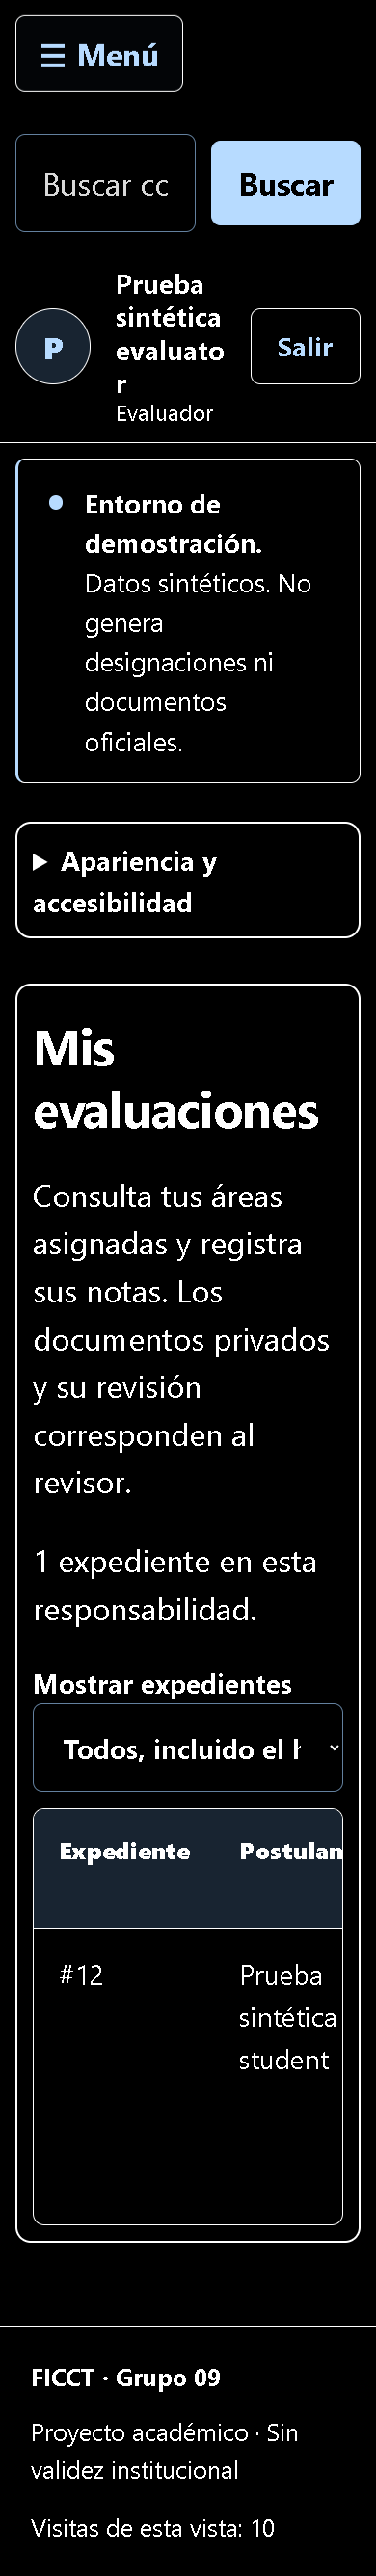 ☰ Menú
Buscar cc
Buscar
P
Prueba
sintética
evaluato
r
Evaluador
Salir
Entorno de
demostración.
Datos sintéticos. No
genera
designaciones ni
documentos
oficiales.
Apariencia y
accesibilidad
Mis
evaluaciones
Consulta tus áreas
asignadas y registra
sus notas. Los
documentos privados
y su revisión
corresponden al
revisor.
1 expediente en esta
responsabilidad.
Mostrar expedientes
Todos, incluido el h
Expediente
Postulan
#12
Prueba
sintética
student
FICCT · Grupo 09
Proyecto académico · Sin
validez institucional
Visitas de esta vista: 10